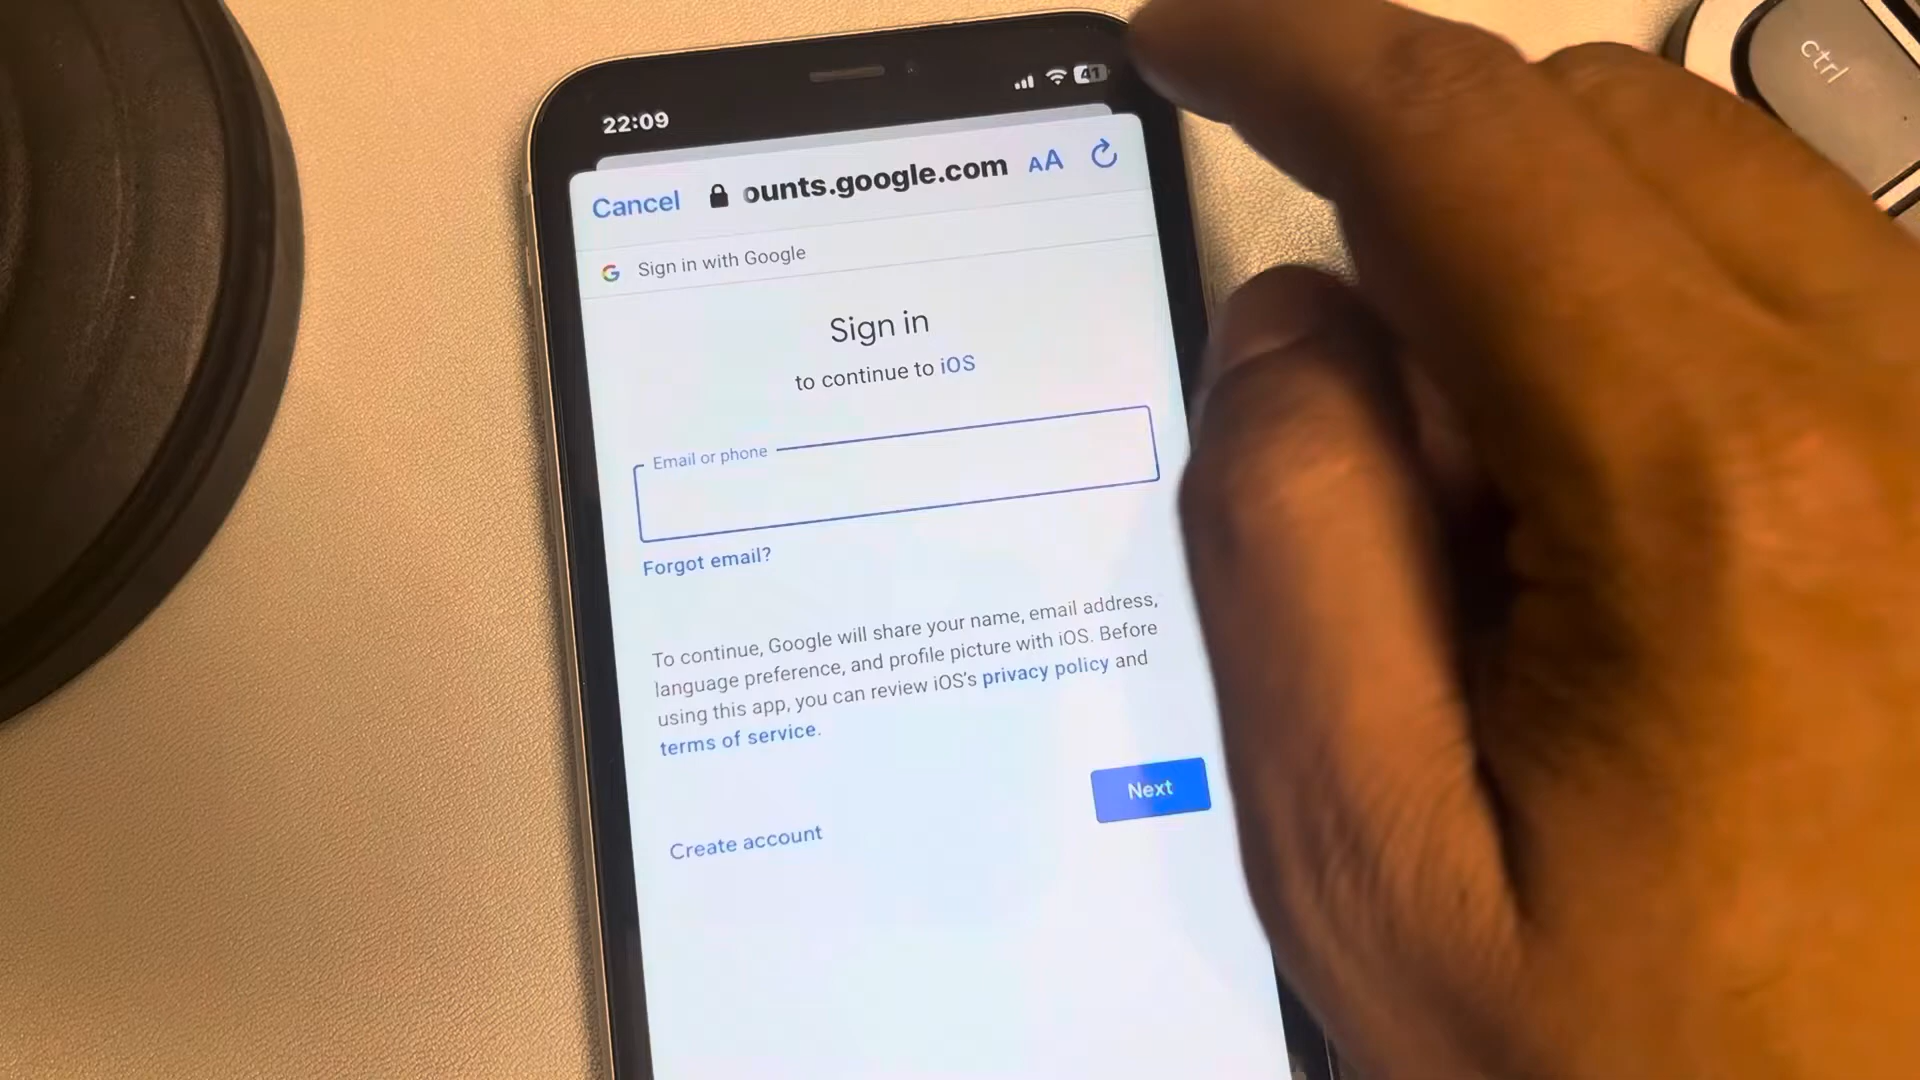 22:09
41
Cancel
ounts.google.com
AA
G Sign in with Google
Sign in
to continue to iOS
Email or phone
Forgot email?
To continue, Google will share your name, email address,
language preference, and profile picture with iOS. Before
using this app, you can review iOS's privacy policy and
terms of service.
Next
Create account
ctrl